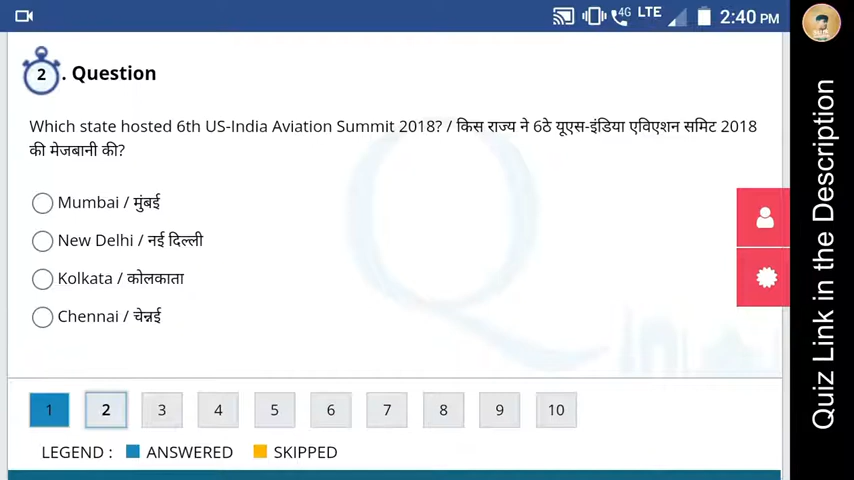 4G LTE 2:40 PM
2 . Question
Which state hosted 6th US-India Aviation Summit 2018? / किस राज्य ने 6ठे यूएस-इंडिया एविएशन समिट 2018
की मेजबानी की?
Mumbai / मुंबई
New Delhi / नई दिल्ली
Kolkata / कोलकाता
Chennai / चेन्नई
1 2 3 4 5 6 7 8 9 10
LEGEND : ANSWERED SKIPPED
Quiz Link in the Description